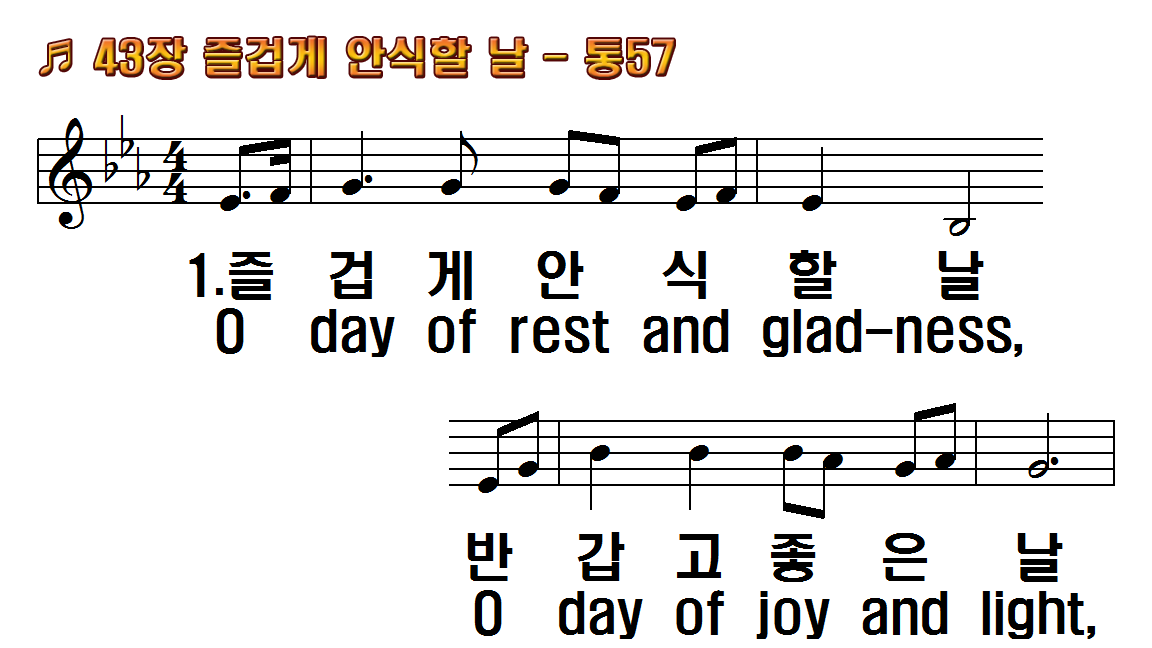 ♬ 43장 즐겁게 안식할 날 - 통57
1.즐 겁 게 안 식 할 날
O day of rest and glad-ness,
반 갑 고 좋 은 날
O day of joy and light,